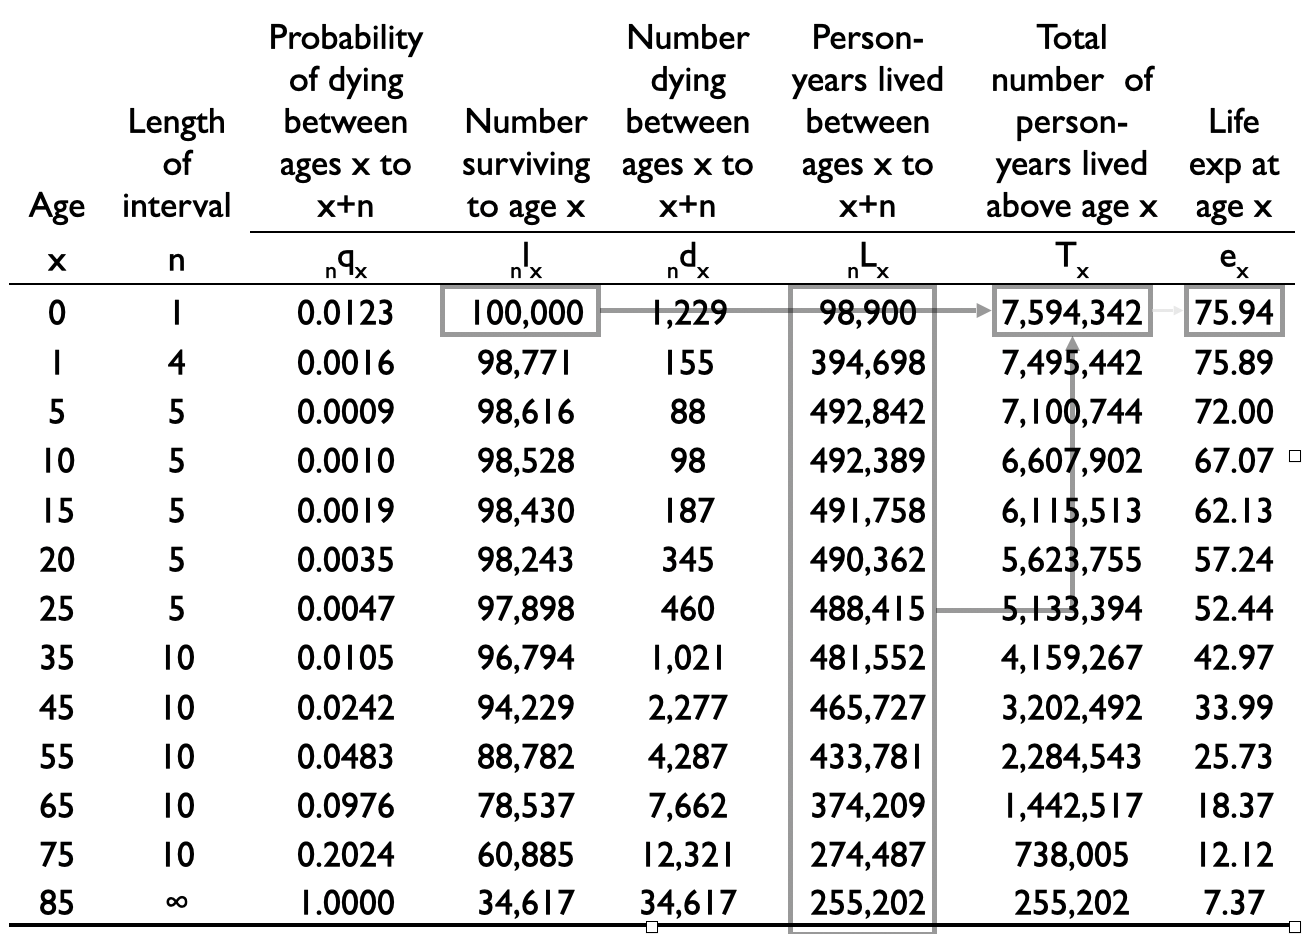 Age x
Length of interval n
Probability of dying between ages x to x+n nqx
Number surviving to age x nlx
Number dying between ages x to x+n ndx
Person-years lived between ages x to x+n nLx
Total number of person-years lived above age x Tx
Life exp at age x ex
0 1 0.0123 100,000 1,229 98,900 7,594,342 75.94
1 4 0.0016 98,771 155 394,698 7,495,442 75.89
5 5 0.0009 98,616 88 492,842 7,100,744 72.00
10 5 0.0010 98,528 98 492,389 6,607,902 67.07
15 5 0.0019 98,430 187 491,758 6,115,513 62.13
20 5 0.0035 98,243 345 490,362 5,623,755 57.24
25 5 0.0047 97,898 460 488,415 5,133,394 52.44
35 10 0.0105 96,794 1,021 481,552 4,159,267 42.97
45 10 0.0242 94,229 2,277 465,727 3,202,492 33.99
55 10 0.0483 88,782 4,287 433,781 2,284,543 25.73
65 10 0.0976 78,537 7,662 374,209 1,442,517 18.37
75 10 0.2024 60,885 12,321 274,487 738,005 12.12
85 ∞ 1.0000 34,617 34,617 255,202 255,202 7.37